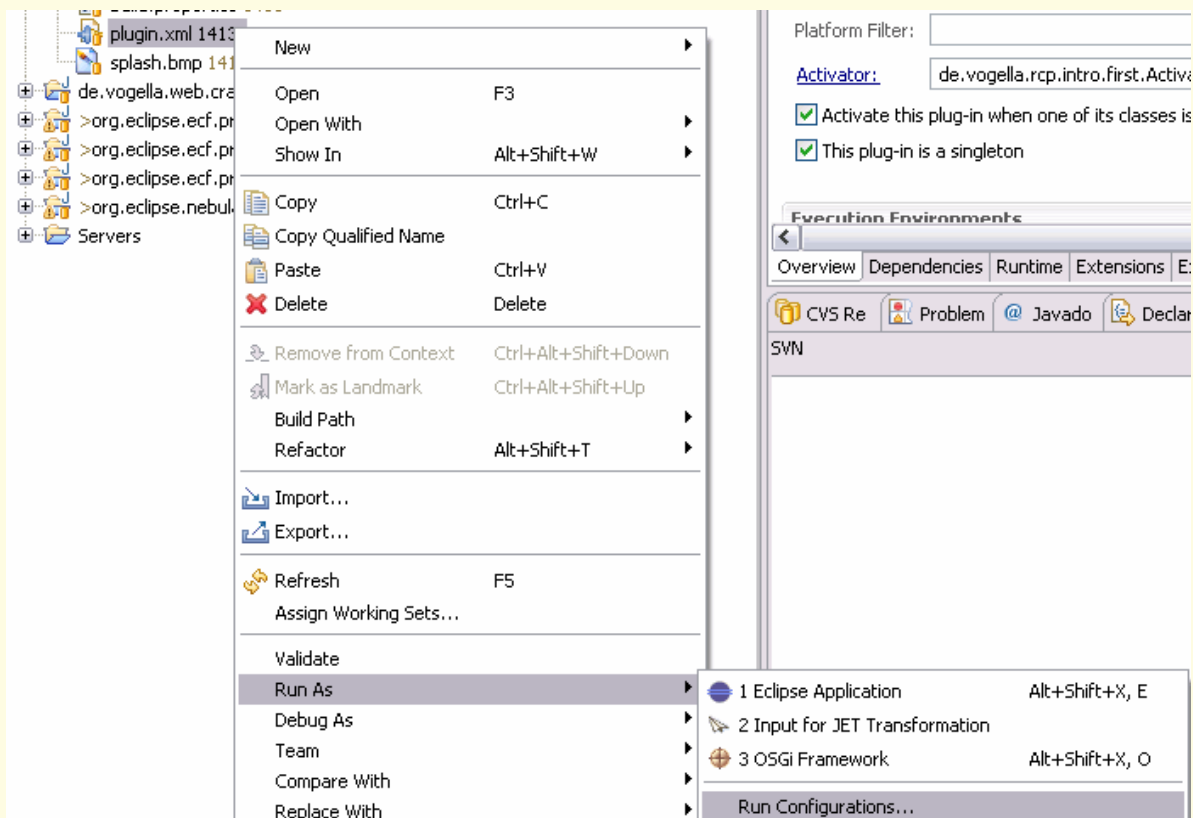 plugin.xml 1413
splash.bmp 141
de.vogella.web.cra
>org.eclipse.ecf.pr
>org.eclipse.ecf.pr
>org.eclipse.ecf.pr
>org.eclipse.nebul
Servers
New
Open F3
Open With
Show In Alt+Shift+W
Copy Ctrl+C
Copy Qualified Name
Paste Ctrl+V
Delete Delete
Remove from Context Ctrl+Alt+Shift+Down
Mark as Landmark Ctrl+Alt+Shift+Up
Build Path
Refactor Alt+Shift+T
Import...
Export...
Refresh F5
Assign Working Sets...
Validate
Run As
Debug As
Team
Compare With
Replace With
1 Eclipse Application Alt+Shift+X, E
2 Input for JET Transformation
3 OSGi Framework Alt+Shift+X, O
Run Configurations...
Platform Filter:
Activator: de.vogella.rcp.intro.first.Activa
Activate this plug-in when one of its classes is
This plug-in is a singleton
Execution Environments
Overview Dependencies Runtime Extensions
CVS Re Problem @ Javado Declar
SVN